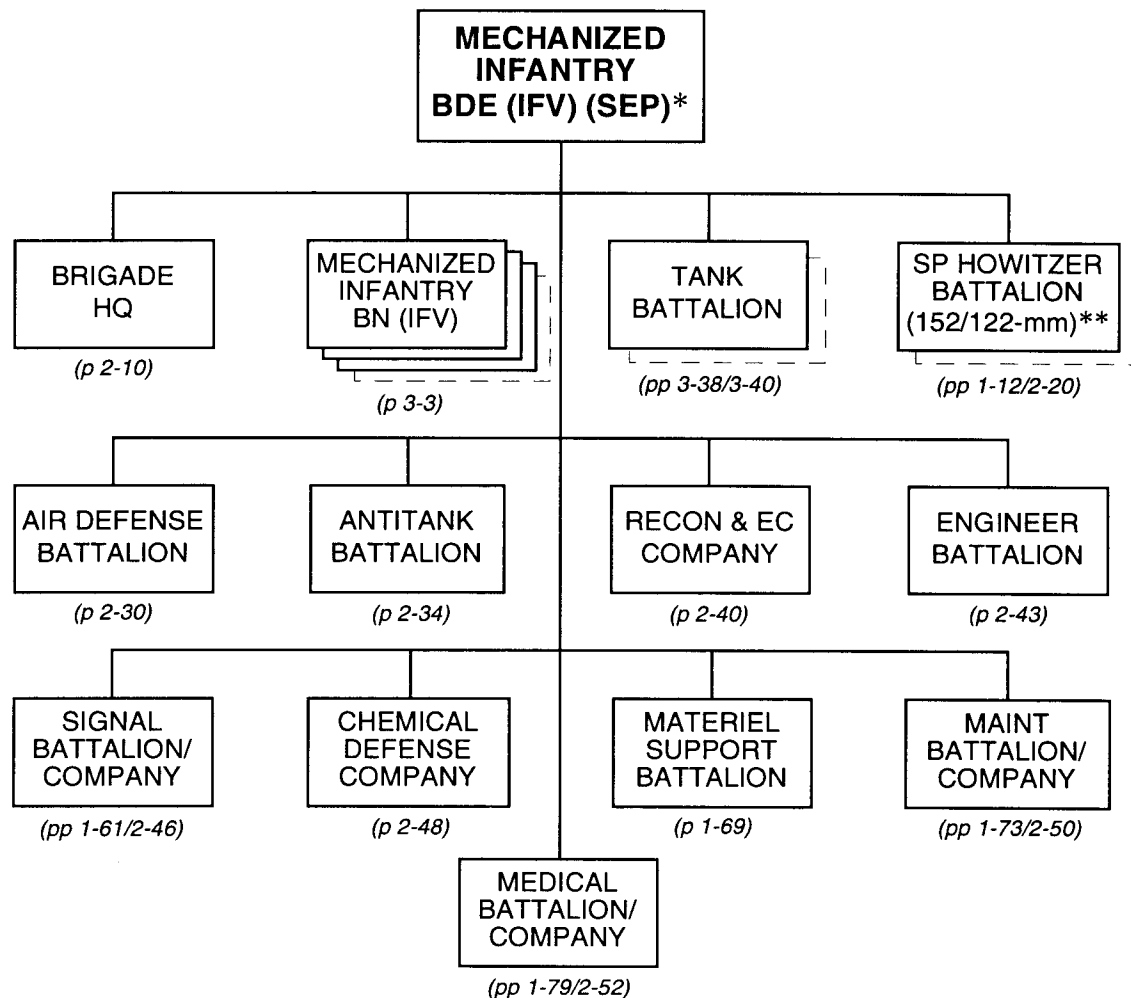 MECHANIZED
INFANTRY
BDE (IFV) (SEP)*
BRIGADE
HQ
(p 2-10)
MECHANIZED
INFANTRY
BN (IFV)
(p 3-3)
TANK
BATTALION
(pp 3-38/3-40)
SP HOWITZER
BATTALION
(152/122-mm)**
(pp 1-12/2-20)
AIR DEFENSE
BATTALION
(p 2-30)
ANTITANK
BATTALION
(p 2-34)
RECON & EC
COMPANY
(p 2-40)
ENGINEER
BATTALION
(p 2-43)
SIGNAL
BATTALION/
COMPANY
(pp 1-61/2-46)
CHEMICAL
DEFENSE
COMPANY
(p 2-48)
MATERIEL
SUPPORT
BATTALION
(p 1-69)
MAINT
BATTALION/
COMPANY
(pp 1-73/2-50)
MEDICAL
BATTALION/
COMPANY
(pp 1-79/2-52)